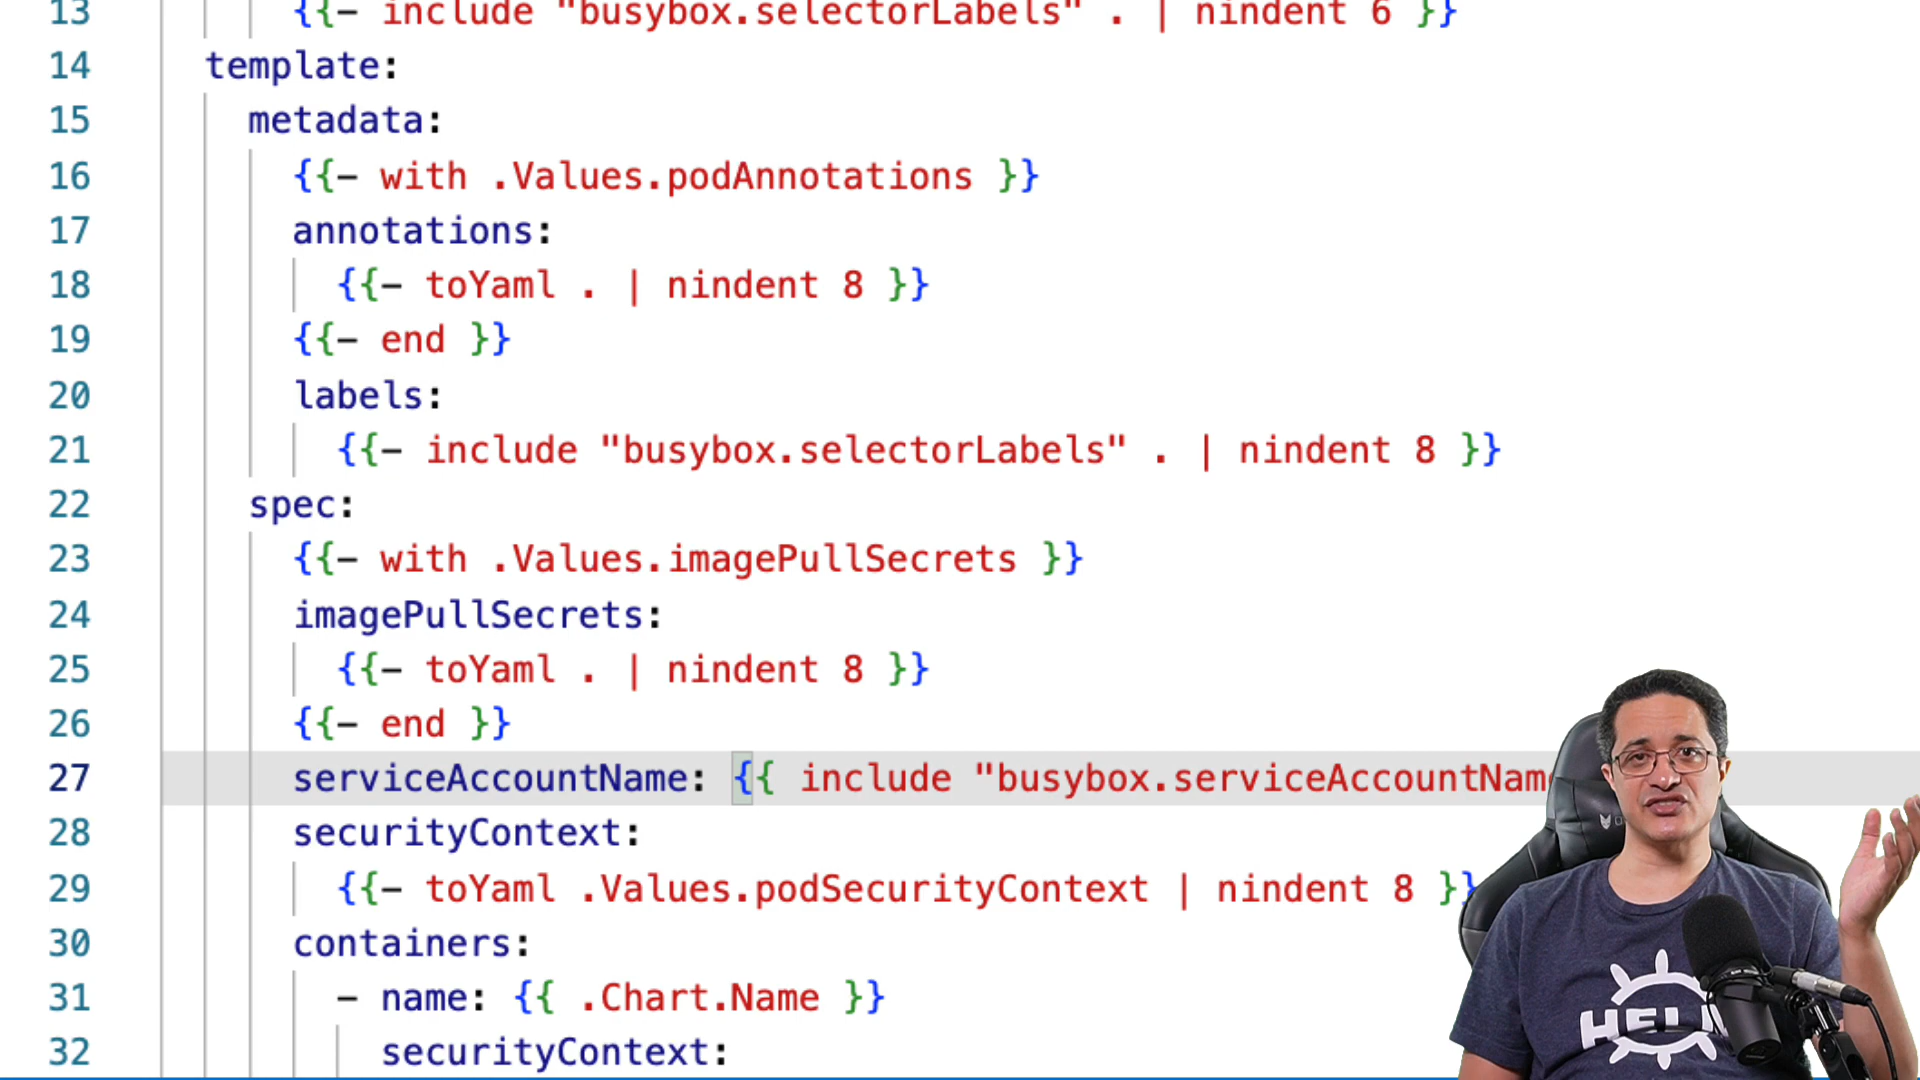 13 {{- include "busybox.selectorLabels" . | nindent 6 }}
14 template:
15 metadata:
16 {{- with .Values.podAnnotations }}
17 annotations:
18 {{- toYaml . | nindent 8 }}
19 {{- end }}
20 labels:
21 {{- include "busybox.selectorLabels" . | nindent 8 }}
22 spec:
23 {{- with .Values.imagePullSecrets }}
24 imagePullSecrets:
25 {{- toYaml . | nindent 8 }}
26 {{- end }}
27 serviceAccountName: {{ include "busybox.serviceAccountNam
28 securityContext:
29 {{- toYaml .Values.podSecurityContext | nindent 8 }}
30 containers:
31 - name: {{ .Chart.Name }}
32 securityContext: